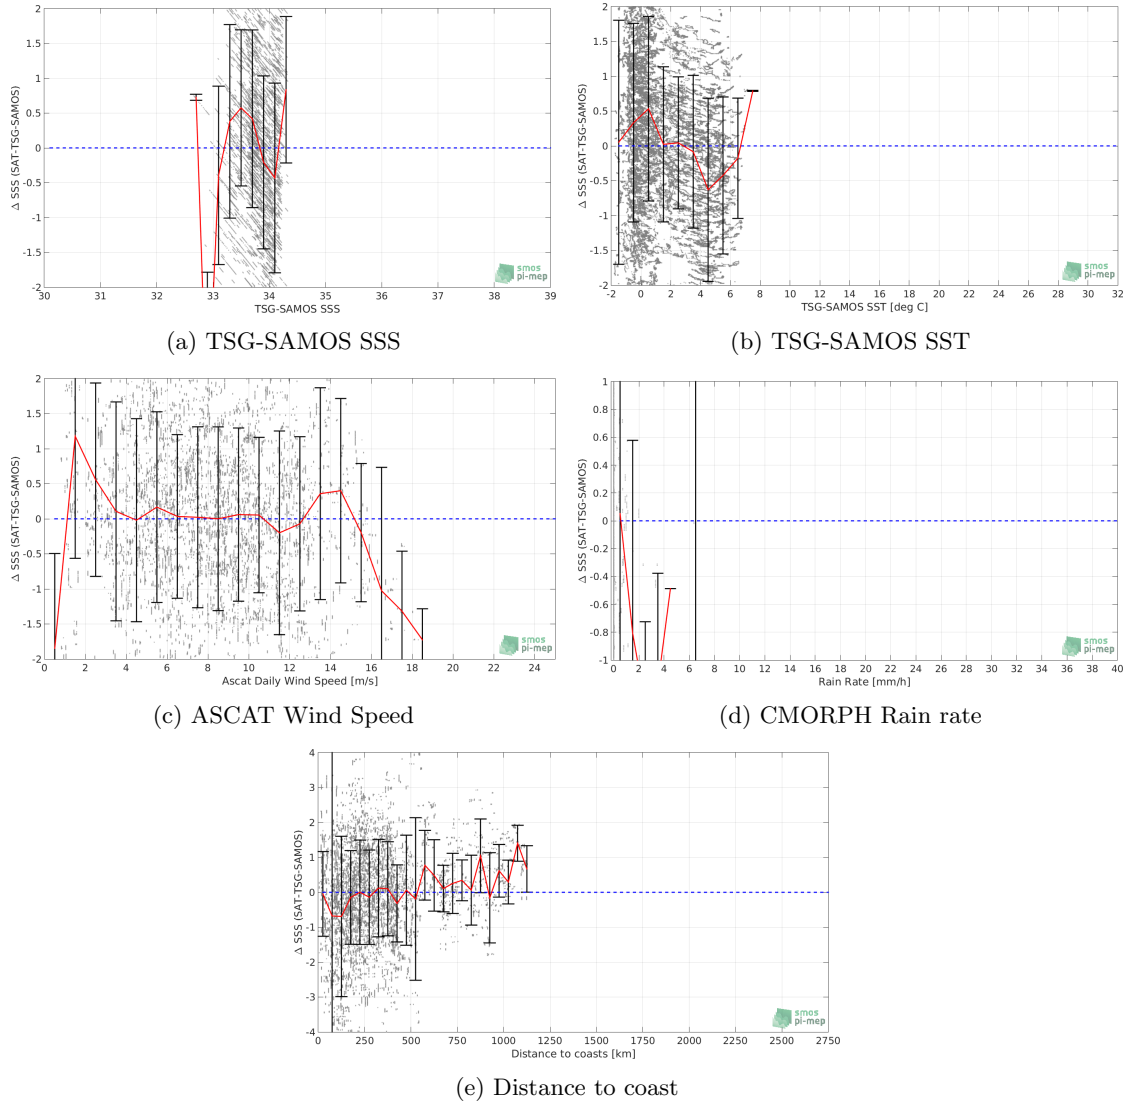 2
1.5
1
0.5
0
-0.5
-1
-1.5
-2
Δ SSS (SAT-TSG-SAMOS)
30 31 32 33 34 35 36 37 38 39
TSG-SAMOS SSS
smos
pi-mep
(a) TSG-SAMOS SSS
2
1.5
1
0.5
0
-0.5
-1
-1.5
-2
Δ SSS (SAT-TSG-SAMOS)
-2 0 2 4 6 8 10 12 14 16 18 20 22 24 26 28 30 32
TSG-SAMOS SST [deg C]
smos
pi-mep
(b) TSG-SAMOS SST
2
1.5
1
0.5
0
-0.5
-1
-1.5
-2
Δ SSS (SAT-TSG-SAMOS)
0 2 4 6 8 10 12 14 16 18 20 22 24
Ascat Daily Wind Speed [m/s]
smos
pi-mep
(c) ASCAT Wind Speed
1
0.8
0.6
0.4
0.2
0
-0.2
-0.4
-0.6
-0.8
-1
Δ SSS (SAT-TSG-SAMOS)
0 2 4 6 8 10 12 14 16 18 20 22 24 26 28 30 32 34 36 38 40
Rain Rate [mm/h]
smos
pi-mep
(d) CMORPH Rain rate
4
3
2
1
0
-1
-2
-3
-4
Δ SSS (SAT-TSG-SAMOS)
0 250 500 750 1000 1250 1500 1750 2000 2250 2500 2750
Distance to coasts [km]
smos
pi-mep
(e) Distance to coast